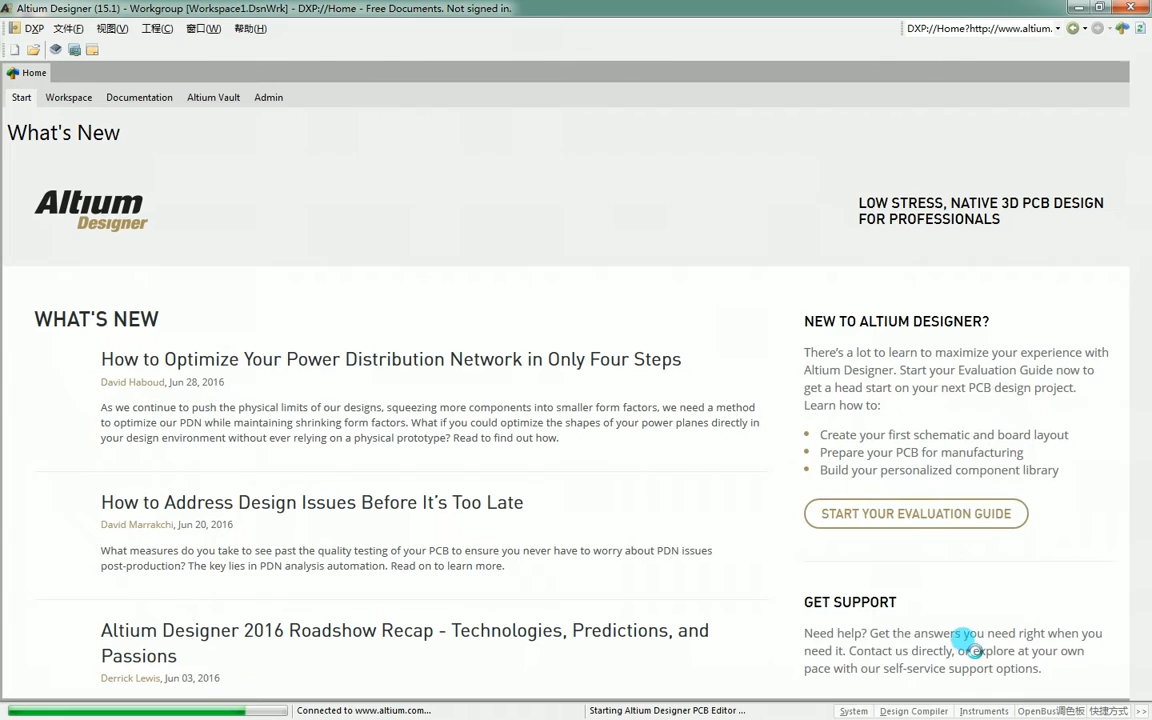 Altium Designer (15.1) - Workgroup [Workspace1.DsnWrk] - DXP://Home - Free Documents. Not signed in.
DXP 文件(F) 视图(V) 工程(C) 窗口(W) 帮助(H)
DXP://Home?http://www.altium.
Home
Start Workspace Documentation Altium Vault Admin
What's New
Altium
Designer
LOW STRESS, NATIVE 3D PCB DESIGN
FOR PROFESSIONALS
WHAT'S NEW
How to Optimize Your Power Distribution Network in Only Four Steps
David Haboud, Jun 28, 2016
As we continue to push the physical limits of our designs, squeezing more components into smaller form factors, we need a method
to optimize our PDN while maintaining shrinking form factors. What if you could optimize the shapes of your power planes directly in
your design environment without ever relying on a physical prototype? Read to find out how.
How to Address Design Issues Before It's Too Late
David Marrakchi, Jun 20, 2016
What measures do you take to see past the quality testing of your PCB to ensure you never have to worry about PDN issues
post-production? The key lies in PDN analysis automation. Read on to learn more.
Altium Designer 2016 Roadshow Recap - Technologies, Predictions, and
Passions
Derrick Lewis, Jun 03, 2016
NEW TO ALTIUM DESIGNER?
There's a lot to learn to maximize your experience with
Altium Designer. Start your Evaluation Guide now to
get a head start on your next PCB design project.
Learn how to:
Create your first schematic and board layout
Prepare your PCB for manufacturing
Build your personalized component library
START YOUR EVALUATION GUIDE
GET SUPPORT
Need help? Get the answers you need right when you
need it. Contact us directly, or explore at your own
pace with our self-service support options.
Connected to www.altium.com... Starting Altium Designer PCB Editor ... System Design Compiler Instruments OpenBus调色板 快捷方式 >>